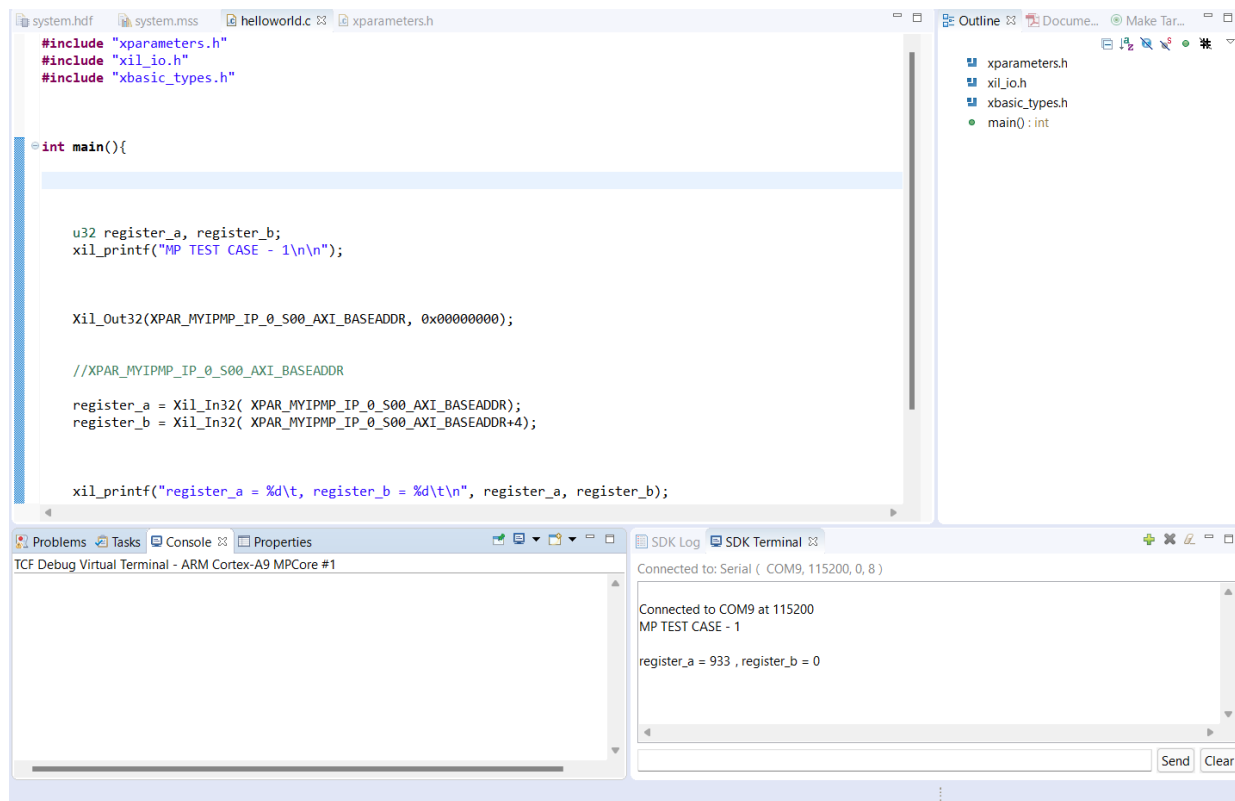 system.hdf system.mss helloworld.c xparameters.h
#include "xparameters.h"
#include "xil_io.h"
#include "xbasic_types.h"
int main(){
u32 register_a, register_b;
xil_printf("MP TEST CASE - 1\n\n");
Xil_Out32(XPAR_MYIPMP_IP_0_S00_AXI_BASEADDR, 0x00000000);
//XPAR_MYIPMP_IP_0_S00_AXI_BASEADDR
register_a = Xil_In32( XPAR_MYIPMP_IP_0_S00_AXI_BASEADDR);
register_b = Xil_In32( XPAR_MYIPMP_IP_0_S00_AXI_BASEADDR+4);
xil_printf("register_a = %d\t, register_b = %d\t\n", register_a, register_b);
Outline Docume... Make Tar...
xparameters.h
xil_io.h
xbasic_types.h
main() : int
Problems Tasks Console Properties
TCF Debug Virtual Terminal - ARM Cortex-A9 MPCore #1
SDK Log SDK Terminal
Connected to: Serial ( COM9, 115200, 0, 8 )
Connected to COM9 at 115200
MP TEST CASE - 1
register_a = 933 , register_b = 0
Send Clear